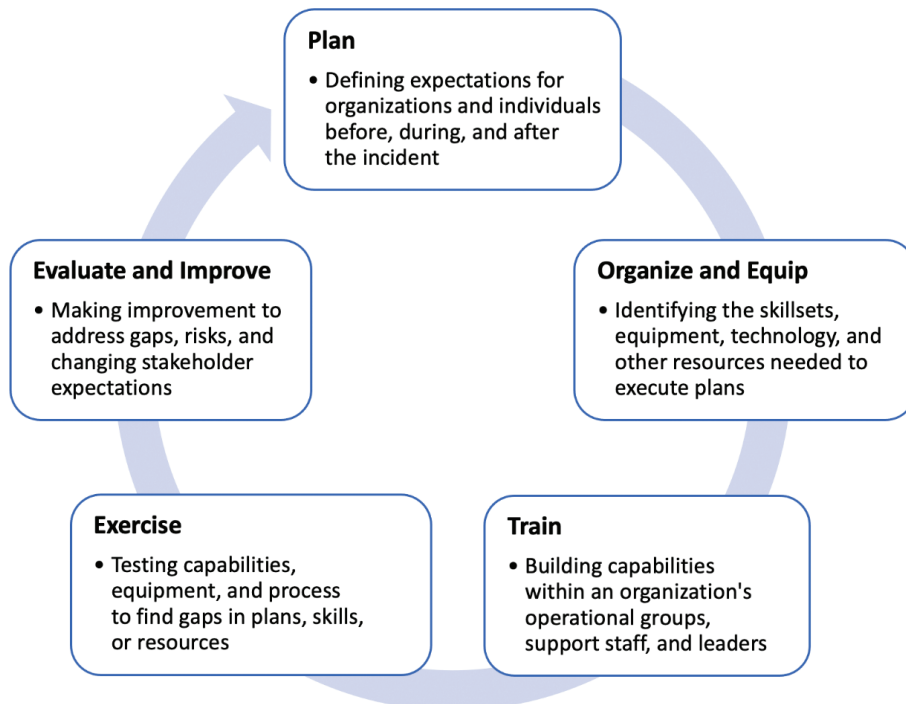 Plan
• Defining expectations for
organizations and individuals
before, during, and after
the incident
Organize and Equip
• Identifying the skillsets,
equipment, technology, and
other resources needed to
execute plans
Train
• Building capabilities
within an organization's
operational groups,
support staff, and leaders
Exercise
• Testing capabilities,
equipment, and process
to find gaps in plans, skills,
or resources
Evaluate and Improve
• Making improvement to
address gaps, risks, and
changing stakeholder
expectations